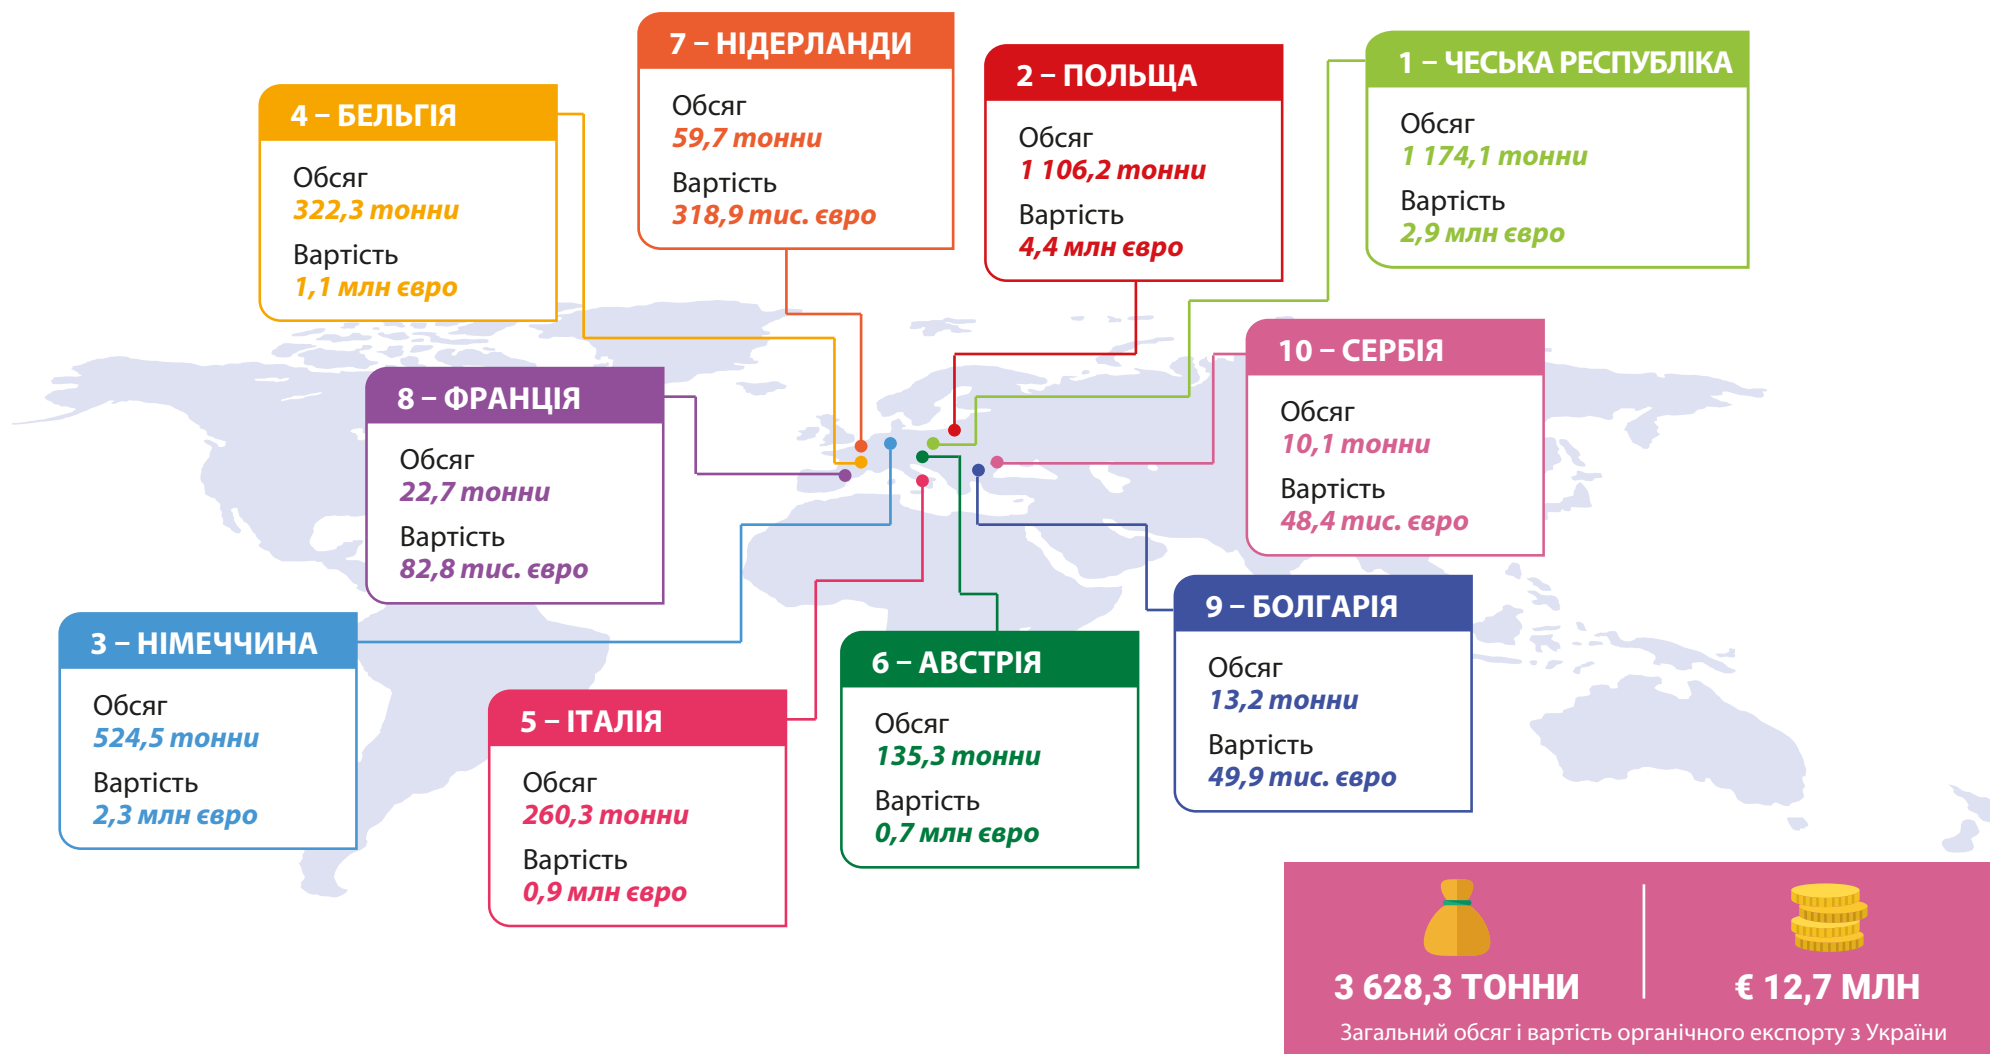 7 – НІДЕРЛАНДИ
Обсяг
59,7 тонни
Вартість
318,9 тис. євро
2 – ПОЛЬЩА
Обсяг
1 106,2 тонни
Вартість
4,4 млн євро
1 – ЧЕСЬКА РЕСПУБЛІКА
Обсяг
1 174,1 тонни
Вартість
2,9 млн євро
4 – БЕЛЬГІЯ
Обсяг
322,3 тонни
Вартість
1,1 млн євро
10 – СЕРБІЯ
Обсяг
10,1 тонни
Вартість
48,4 тис. євро
8 – ФРАНЦІЯ
Обсяг
22,7 тонни
Вартість
82,8 тис. євро
9 – БОЛГАРІЯ
Обсяг
13,2 тонни
Вартість
49,9 тис. євро
3 – НІМЕЧЧИНА
Обсяг
524,5 тонни
Вартість
2,3 млн євро
6 – АВСТРІЯ
Обсяг
135,3 тонни
Вартість
0,7 млн євро
5 – ІТАЛІЯ
Обсяг
260,3 тонни
Вартість
0,9 млн євро
3 628,3 ТОННИ
€ 12,7 МЛН
Загальний обсяг і вартість органічного експорту з України